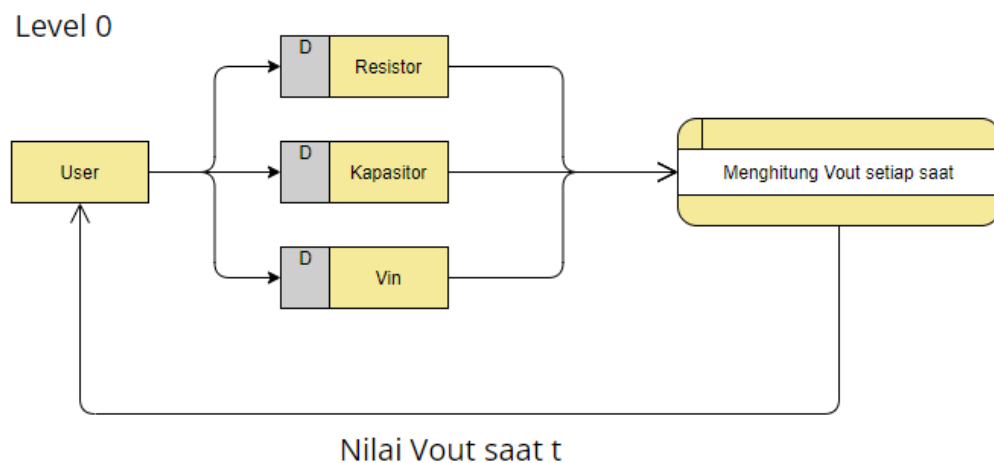 Level 0
D
Resistor
User
D
Kapasitor
Menghitung Vout setiap saat
D
Vin
Nilai Vout saat t